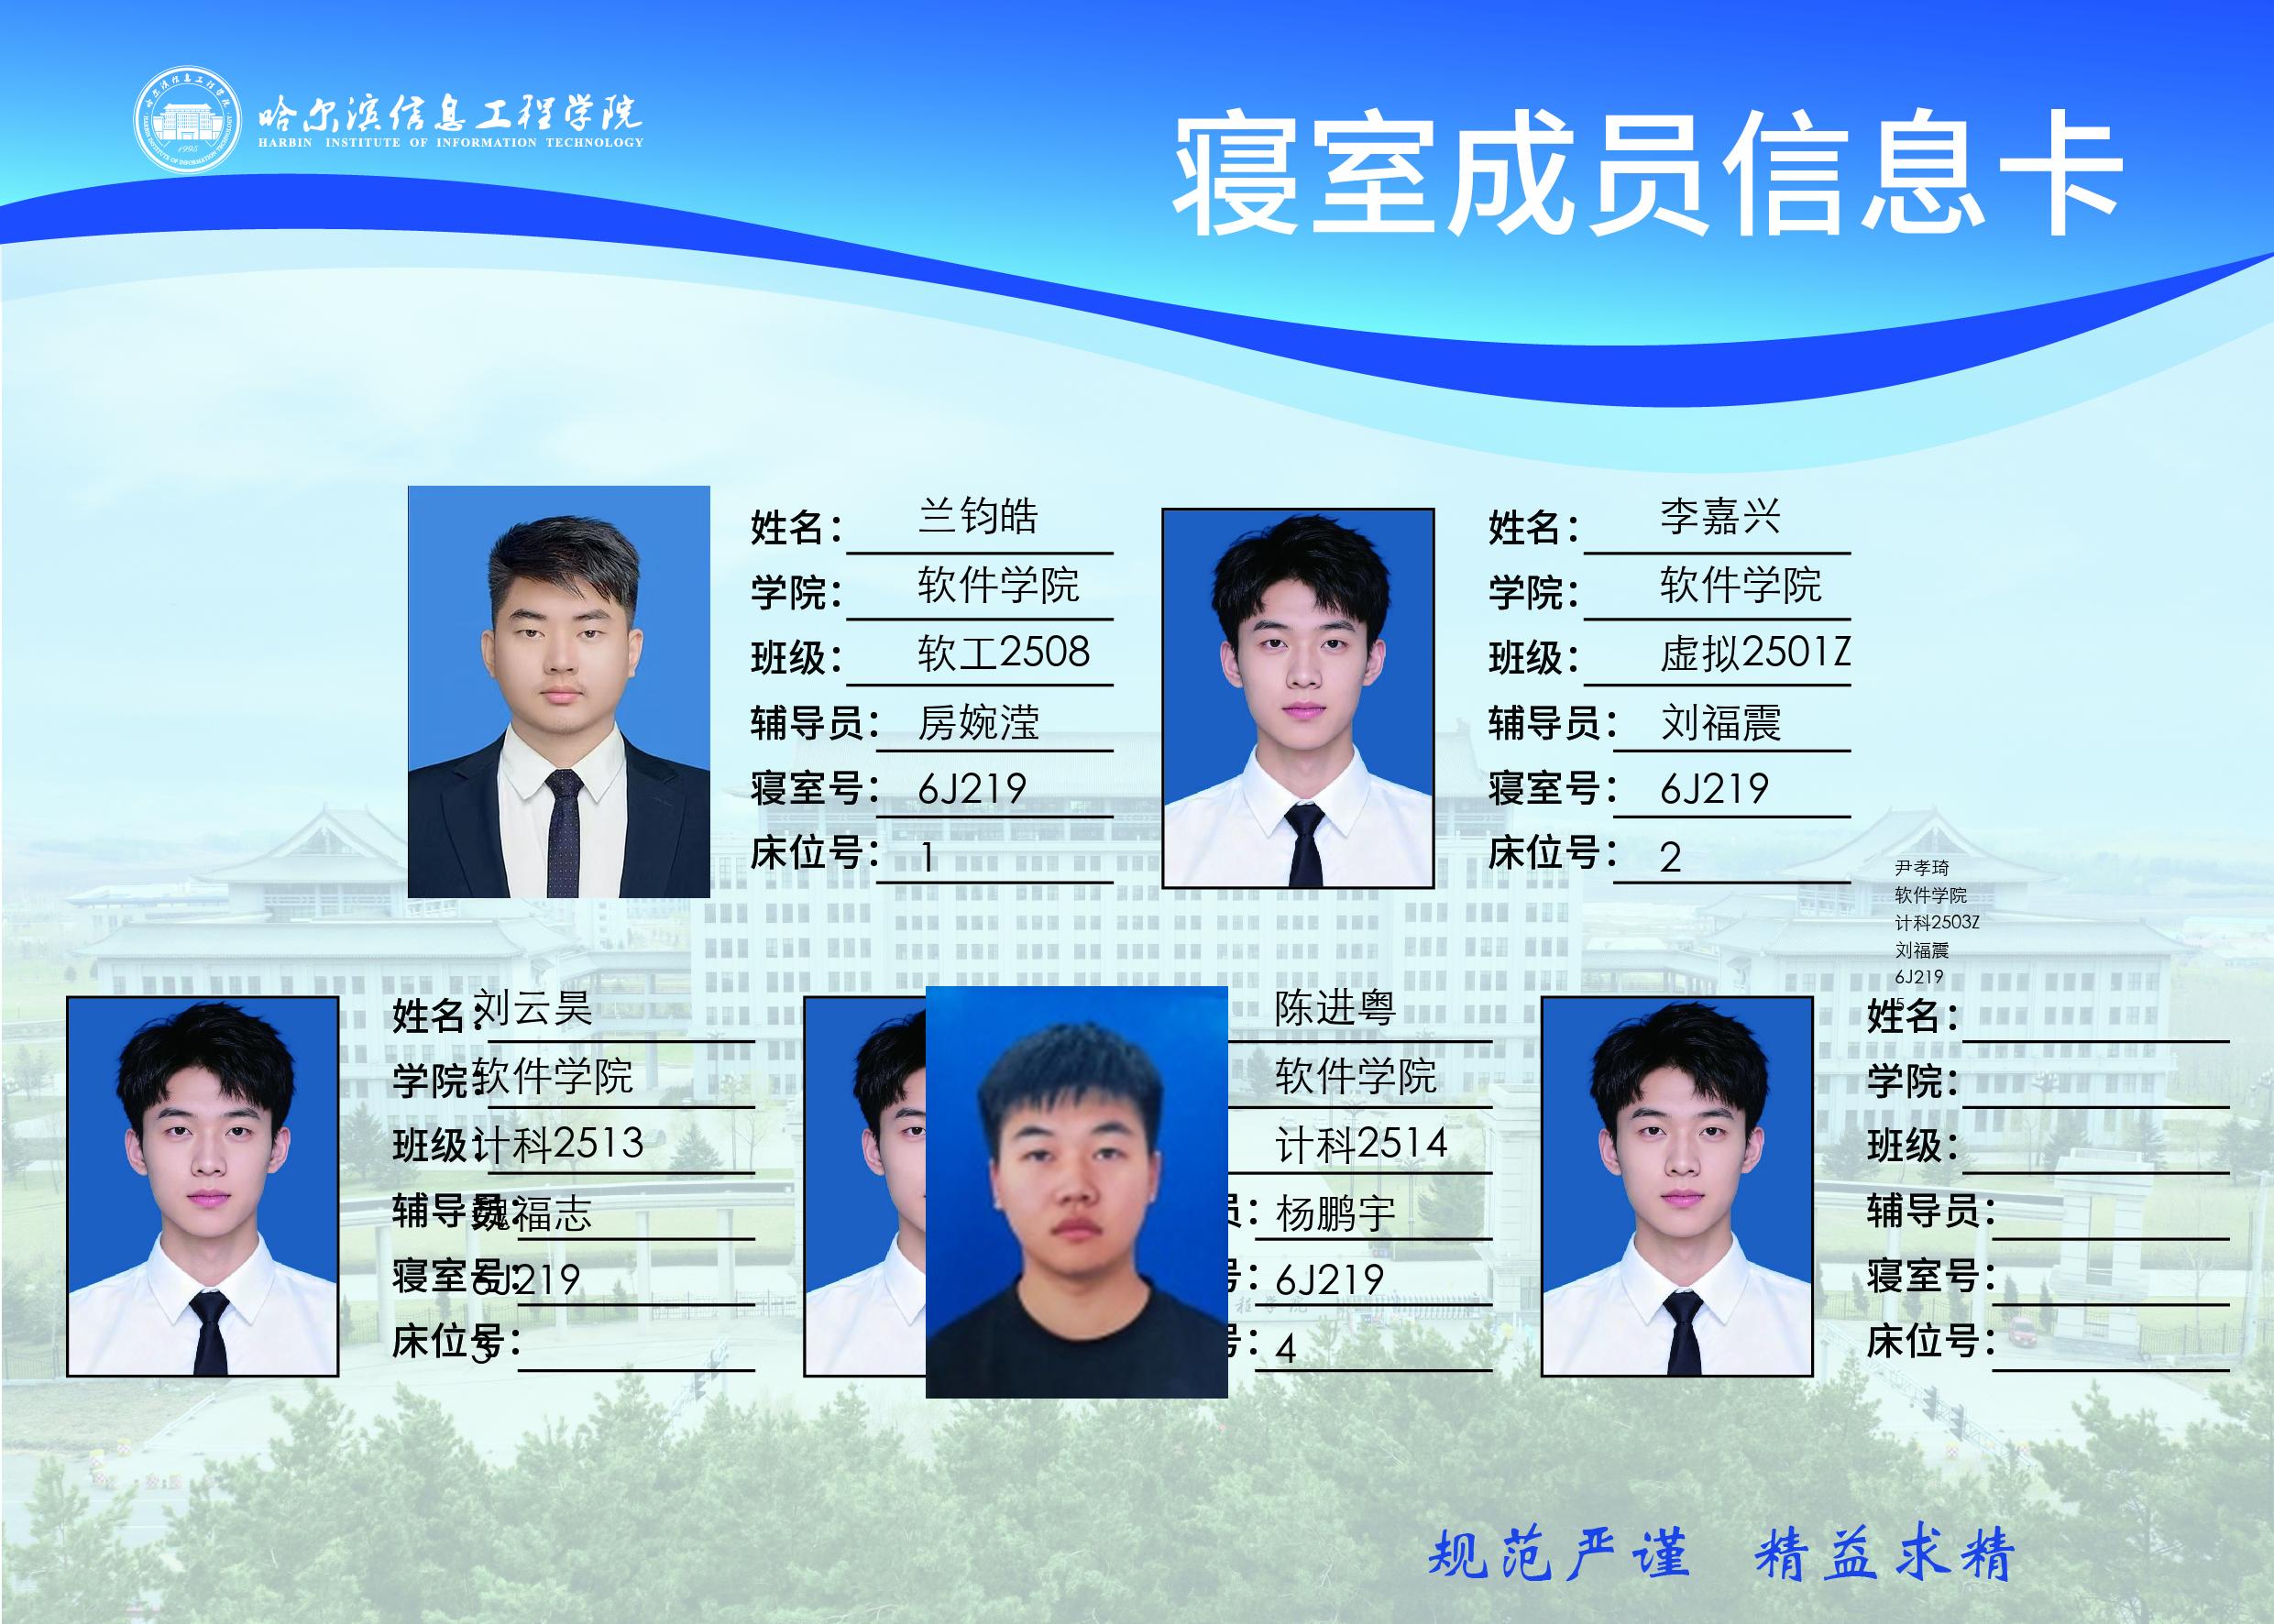 哈尔滨信息工程学院
HARBIN INSTITUTE OF INFORMATION TECHNOLOGY
1995
寝室成员信息卡
姓名：兰钧皓
学院：软件学院
班级：软工2508
辅导员：房婉滢
寝室号：6J219
床位号：1
姓名：李嘉兴
学院：软件学院
班级：虚拟2501Z
辅导员：刘福震
寝室号：6J219
床位号：2
尹孝琦
软件学院
计科2503Z
刘福震
6J219
5
姓名：刘云昊
学院：软件学院
班级：计科2513
辅导员：魏福志
寝室号：6J219
床位号：3
陈进粤
软件学院
计科2514
员：杨鹏宇
号：6J219
号：4
姓名：
学院：
班级：
辅导员：
寝室号：
床位号：
规范严谨 精益求精